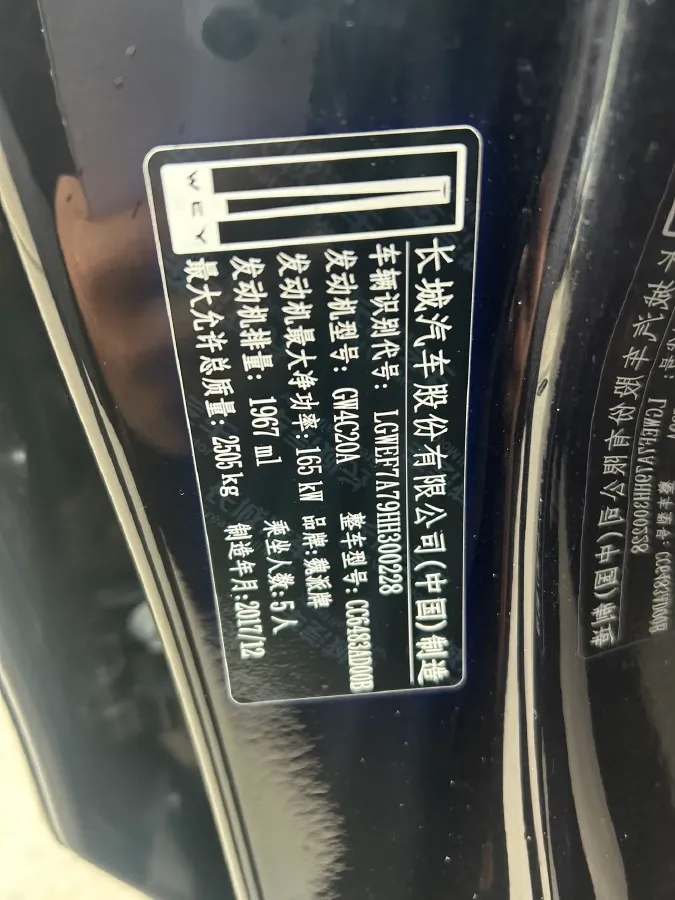 WEY
长城汽车股份有限公司(中国)制造
车辆识别代号: LGWEF7A79HH300228
发动机型号: GW4C20A 整车型号: CC6483AD00B
发动机最大净功率: 165 kW 品牌: 魏派牌
发动机排量: 1967 ml 乘坐人数: 5人
最大允许总质量: 2505kg 制造年月: 2017/12